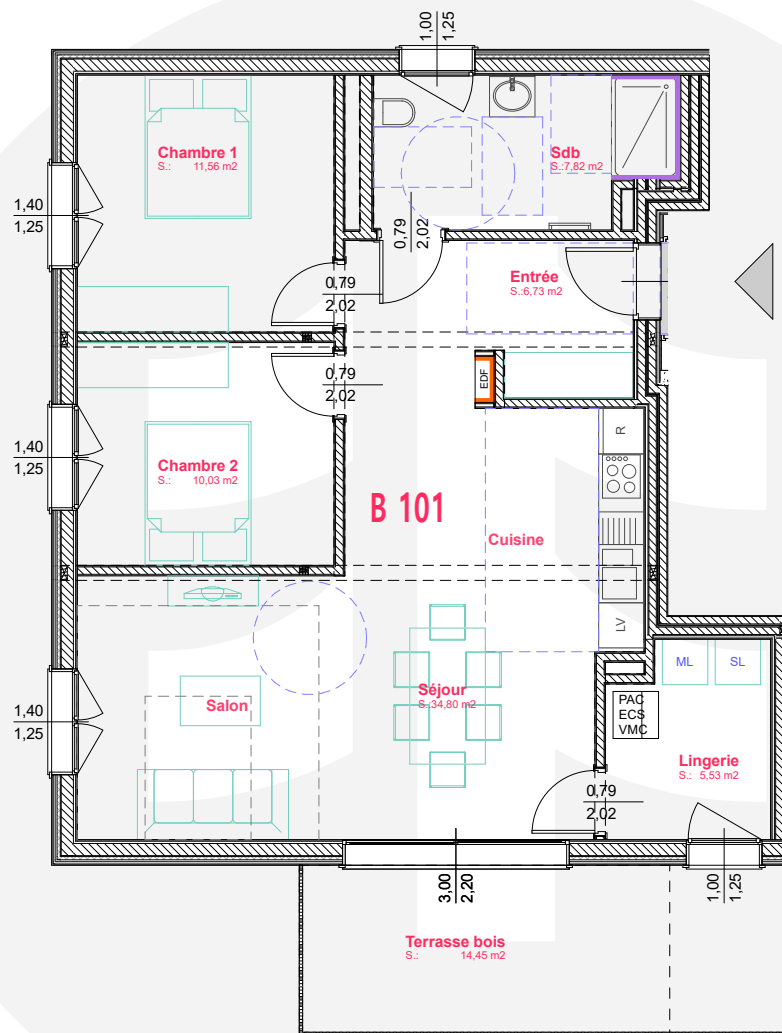 1,00
1,25
Chambre 1
S.: 11,56 m2
Sdb
S.:7,82 m2
1,40
1,25
0,79
2,02
Entrée
S.:6,73 m2
0,79
2,02
0,79
2,02
EDF
R
1,40
1,25
Chambre 2
S.: 10,03 m2
B 101
Cuisine
LV
ML
SL
Séjour
S.:34,80 m2
Salon
1,40
1,25
PAC
ECS
VMC
Lingerie
S.: 5,53 m2
0,79
2,02
3,00
2,20
1,00
1,25
Terrasse bois
S.: 14,45 m2